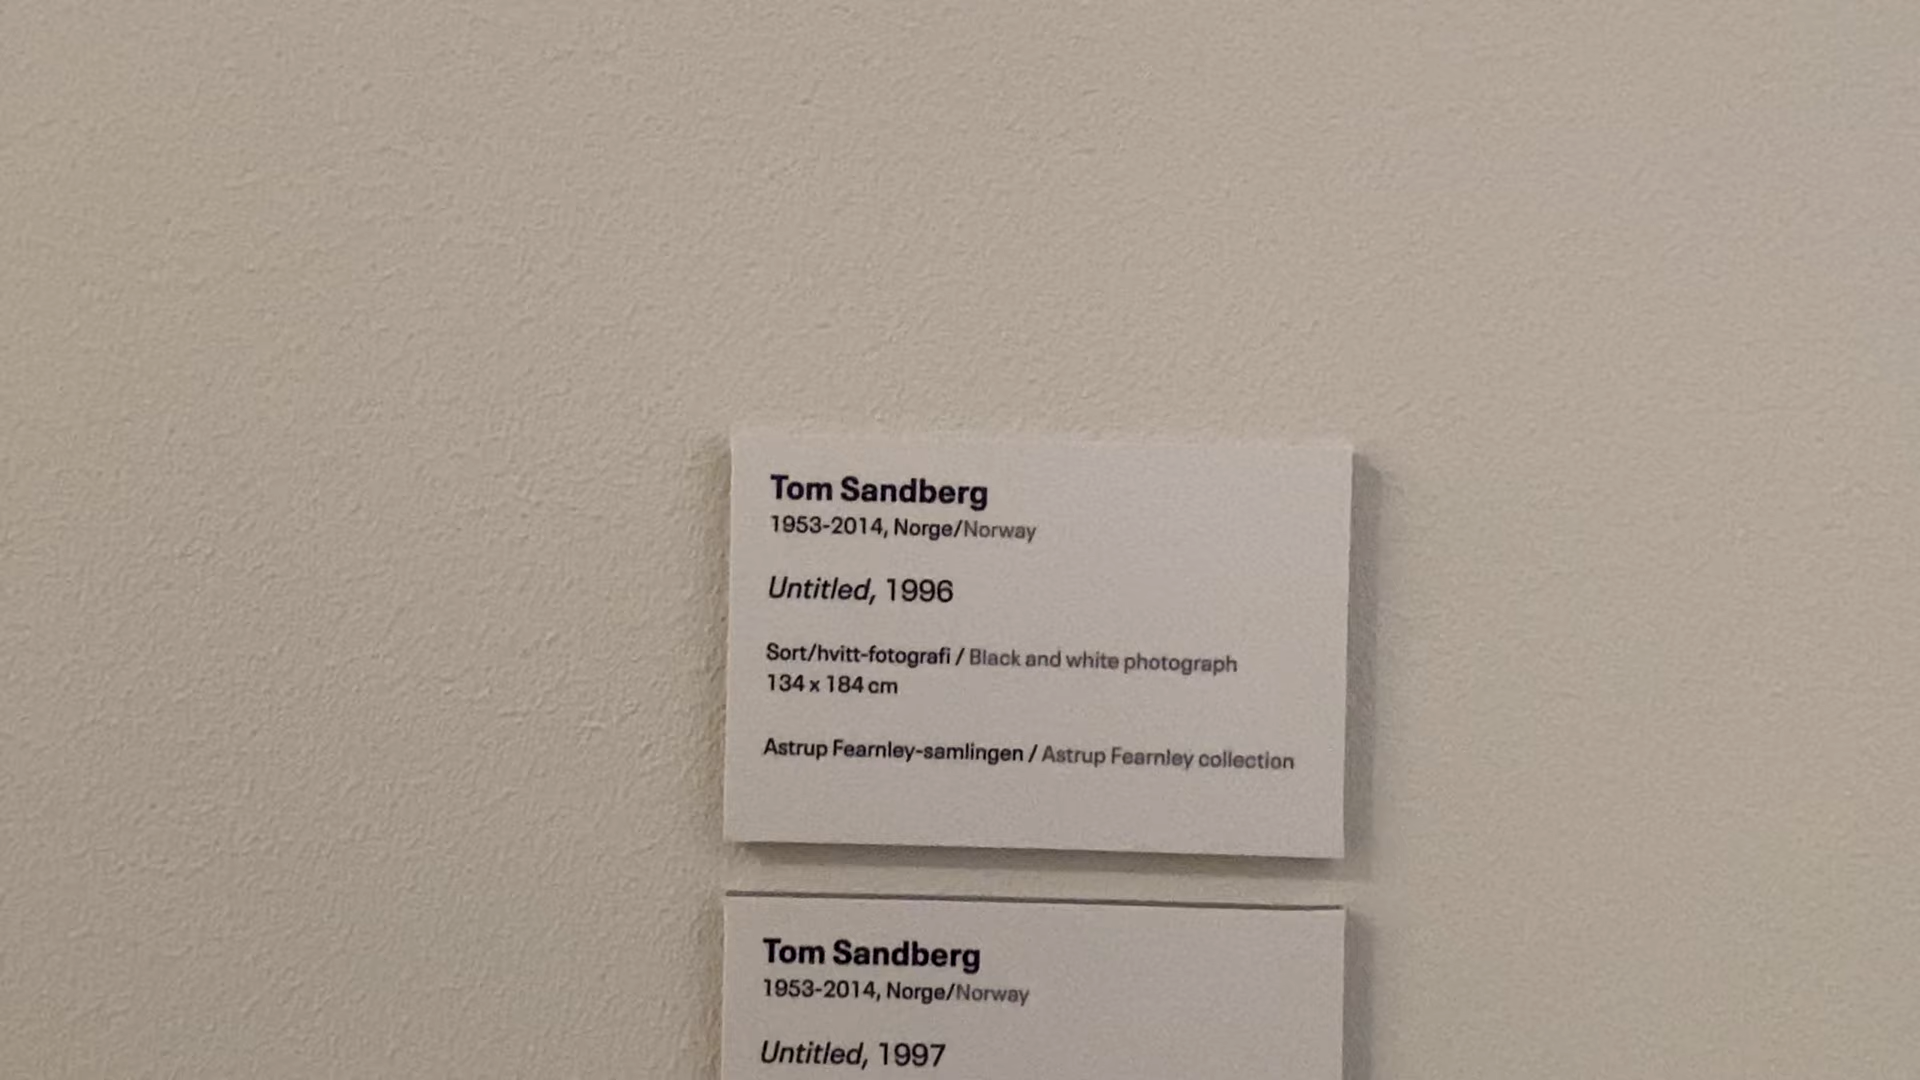 Tom Sandberg
1953-2014, Norge/Norway
Untitled, 1996
Sort/hvitt-fotografi / Black and white photograph
134 x 184 cm
Astrup Fearnley-samlingen / Astrup Fearnley collection
Tom Sandberg
1953-2014, Norge/Norway
Untitled, 1997